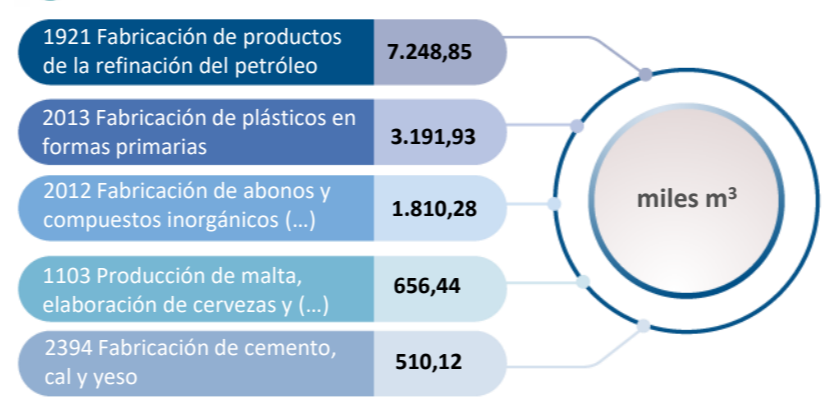 1921 Fabricación de productos
de la refinación del petróleo
7.248,85
2013 Fabricación de plásticos en
formas primarias
3.191,93
2012 Fabricación de abonos y
compuestos inorgánicos (...)
1.810,28
1103 Producción de malta,
elaboración de cervezas y (...)
656,44
2394 Fabricación de cemento,
cal y yeso
510,12
miles m³